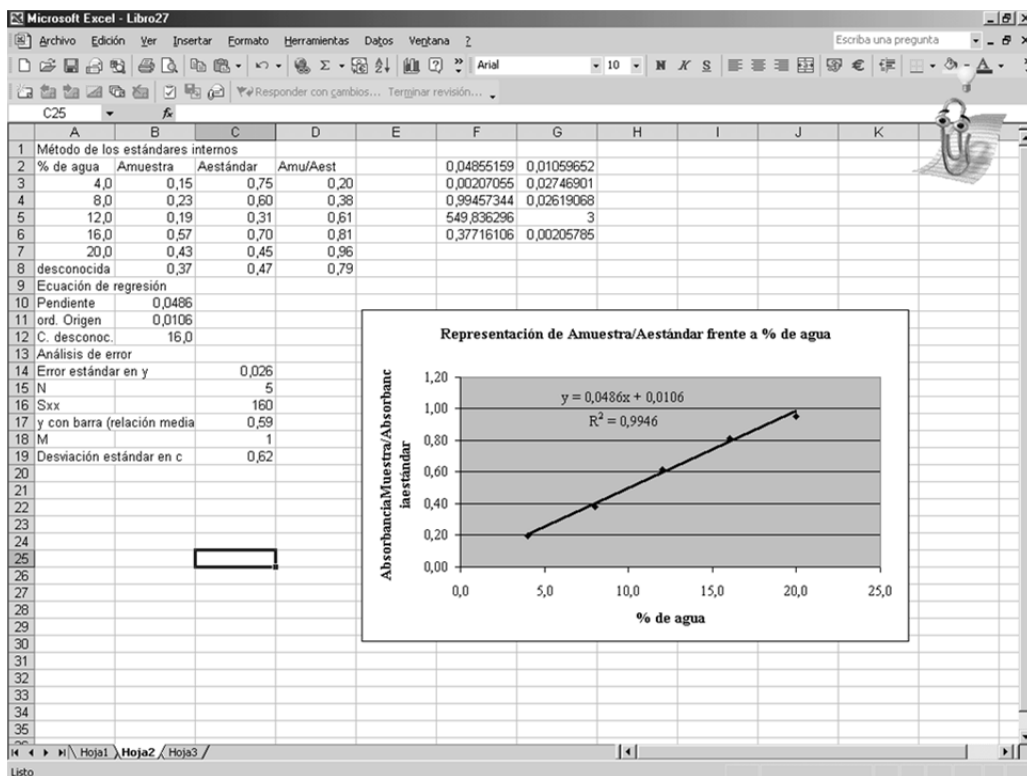 Microsoft Excel - Libro27
Archivo Edición Ver Insertar Formato Herramientas Datos Ventana ?
Escriba una pregunta
Arial 10 N K S
Responder con cambios... Terminar revisión...
C25 fx
A B C D E F G H I J K
1 Método de los estándares internos
2 % de agua Amuestra Aestándar Amu/Aest 0,04855159 0,01059652
3 4,0 0,15 0,75 0,20 0,00207055 0,02746901
4 8,0 0,23 0,60 0,38 0,99457344 0,02619068
5 12,0 0,19 0,31 0,61 549,836296 3
6 16,0 0,57 0,70 0,81 0,37716106 0,00205785
7 20,0 0,43 0,45 0,96
8 desconocida 0,37 0,47 0,79
9 Ecuación de regresión
10 Pendiente 0,0486
11 ord. Origen 0,0106
12 C. desconoc. 16,0
13 Análisis de error
14 Error estándar en y 0,026
15 N 5
16 Sxx 160
17 y con barra (relación media 0,59
18 M 1
19 Desviación estándar en c 0,62
20
21
22
23
24
25
26
27
28
29
30
31
32
33
34
35
Representación de Amuestra/Aestándar frente a % de agua
AbsorbanciaMuestra/Absorbanc
iaestándar
1,20
1,00
0,80
0,60
0,40
0,20
0,00
y = 0,0486x + 0,0106
R² = 0,9946
0,0 5,0 10,0 15,0 20,0 25,0
% de agua
Hoja1 Hoja2 Hoja3
Listo